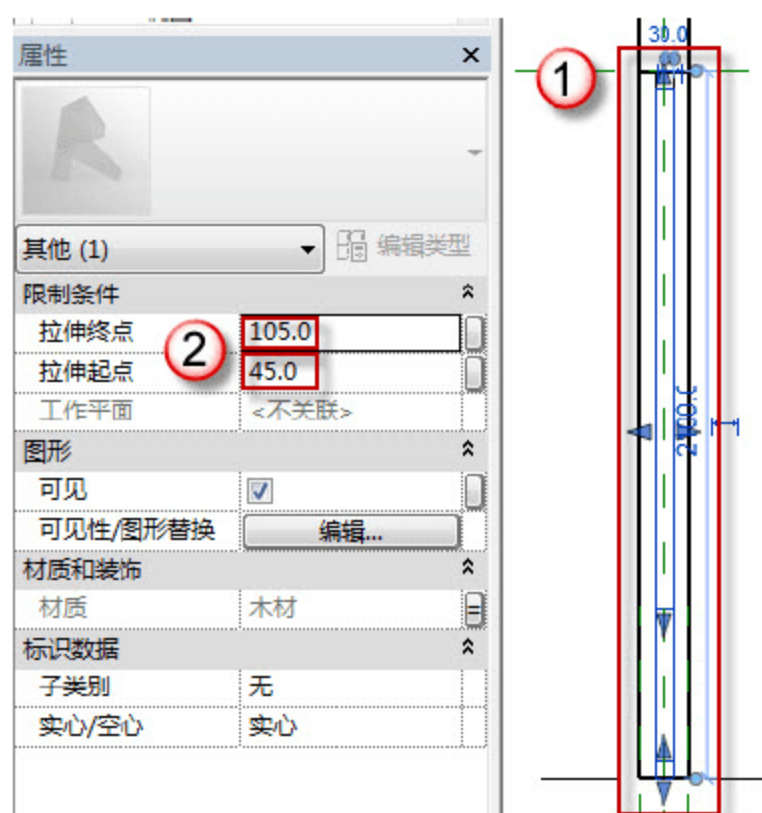 属性
其他 (1)
编辑类型
限制条件
拉伸终点 105.0
拉伸起点 45.0
工作平面 <不关联>
图形
可见
可见性/图形替换 编辑...
材质和装饰
材质 木材 =
标识数据
子类别 无
实心/空心 实心
2
30.0
1